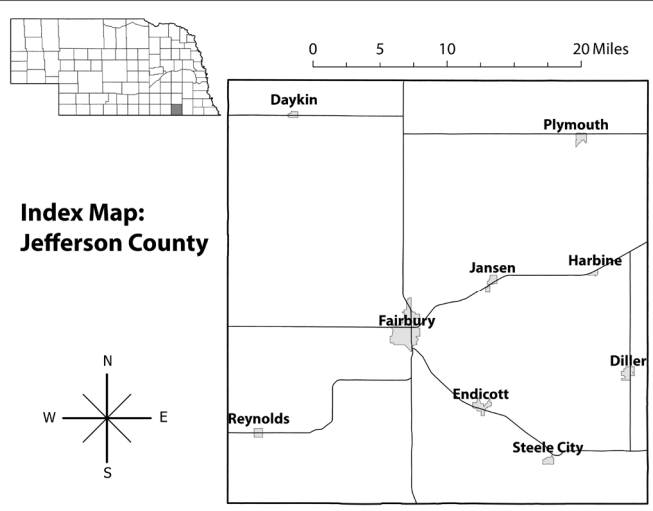 0 5 10 20 Miles
Daykin
Plymouth
Index Map:
Jefferson County
Harbine
Jansen
Fairbury
N
W E
S
Diller
Endicott
Reynolds
Steele City